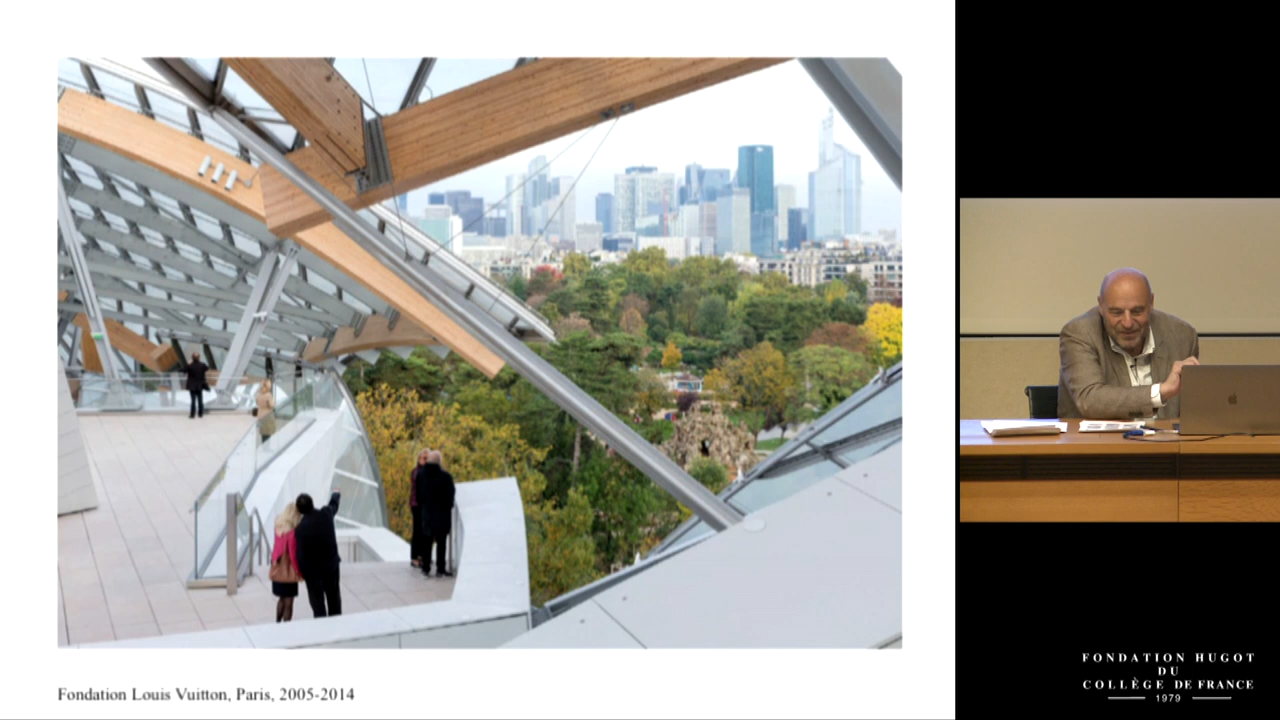 Fondation Louis Vuitton, Paris, 2005-2014
FONDATION HUGOT
DU
COLLÈGE DE FRANCE
1979